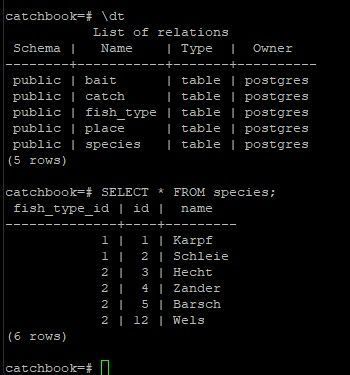 catchbook=# \dt
List of relations
Schema | Name | Type | Owner
--------+-----------+-------+----------
public | bait | table | postgres
public | catch | table | postgres
public | fish_type | table | postgres
public | place | table | postgres
public | species | table | postgres
(5 rows)
catchbook=# SELECT * FROM species;
fish_type_id | id | name
--------------+----+---------
1 | 1 | Karpf
1 | 2 | Schleie
2 | 3 | Hecht
2 | 4 | Zander
2 | 5 | Barsch
2 | 12 | Wels
(6 rows)
catchbook=#